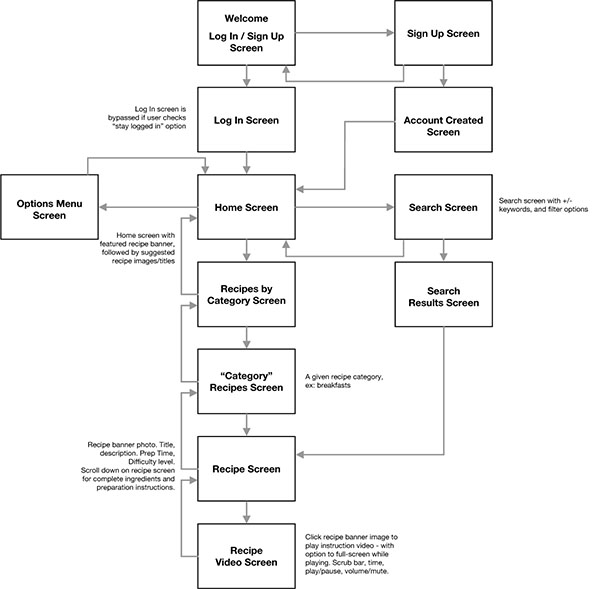 Welcome
Log In / Sign Up
Screen
Sign Up Screen
Log In screen is
bypassed if user checks
“stay logged in” option
Log In Screen
Account Created
Screen
Options Menu
Screen
Home Screen
Search Screen
Search screen with +/-
keywords, and filter options
Home screen with
featured recipe banner,
followed by suggested
recipe images/titles
Recipes by
Category Screen
Search
Results Screen
“Category”
Recipes Screen
A given recipe category,
ex: breakfasts
Recipe banner photo. Title,
description. Prep Time,
Difficulty level.
Scroll down on recipe screen
for complete ingredients and
preparation instructions.
Recipe Screen
Recipe
Video Screen
Click recipe banner image to
play instruction video - with
option to full-screen while
playing. Scrub bar, time,
play/pause, volume/mute.